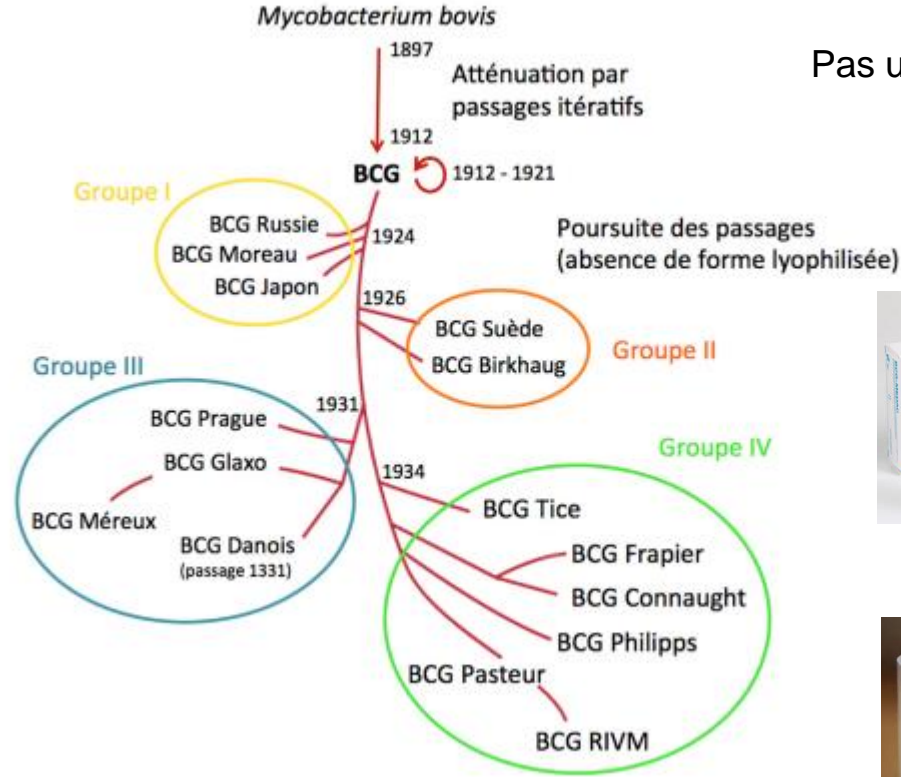 Mycobacterium bovis
1897
Pas u
Atténuation par
passages itératifs
1912
BCG
1912 - 1921
Groupe I
BCG Russie
BCG Moreau
BCG Japon
1924
Poursuite des passages
(absence de forme lyophilisée)
1926
BCG Suède
BCG Birkhaug
Groupe II
Groupe III
1931
BCG Prague
BCG Glaxo
BCG Méreux
BCG Danois
(passage 1331)
Groupe IV
1934
BCG Tice
BCG Frapier
BCG Connaught
BCG Philipps
BCG Pasteur
BCG RIVM